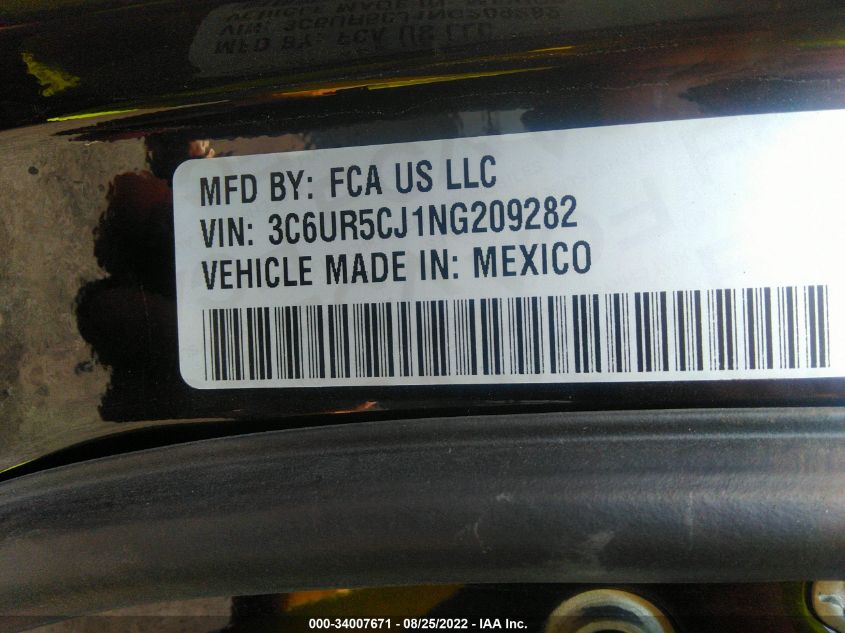 MFD BY: FCA US LLC
VIN: 3C6UR5CJ1NG209282
VEHICLE MADE IN: MEXICO
000-34007671 - 08/25/2022 - IAA Inc.